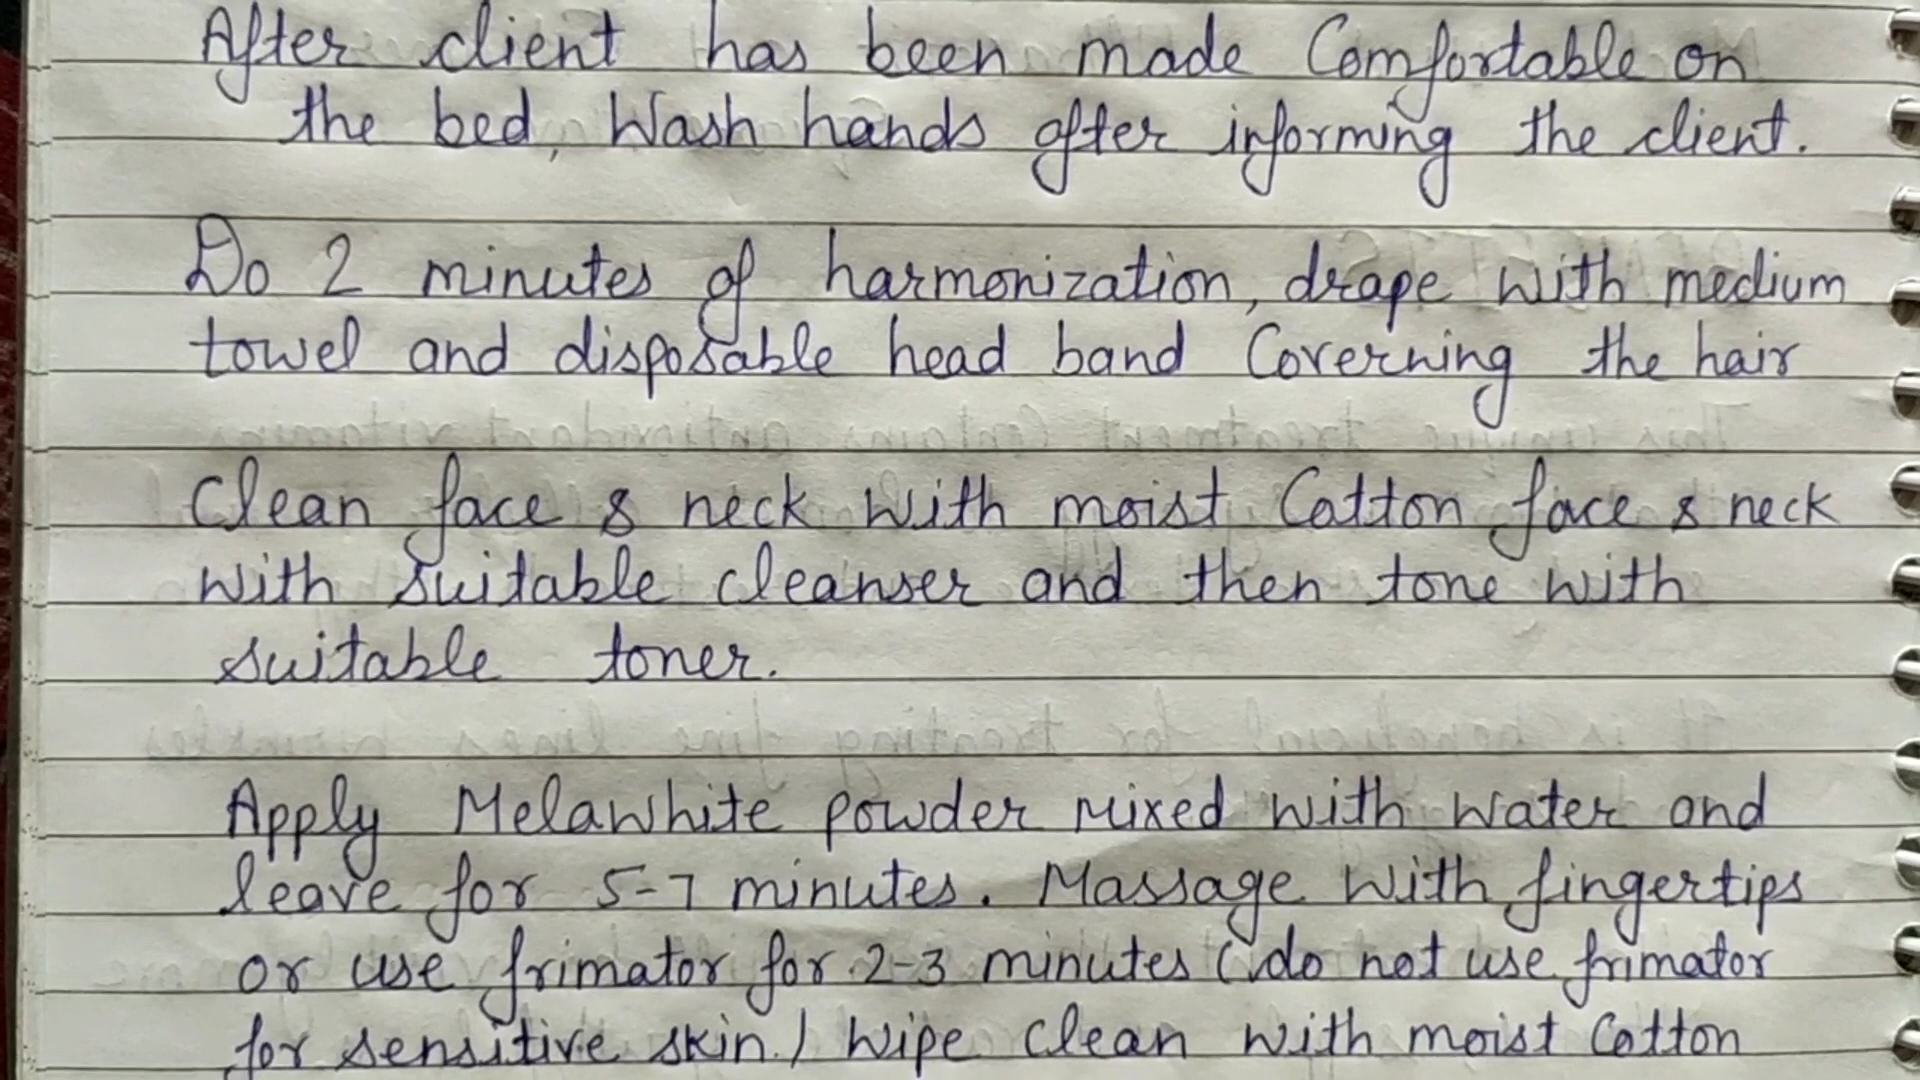 After client has been made Comfortable on
the bed, Wash hands after informing the client.
Do 2 minutes of harmonization, drape with medium
towel and disposable head band Coverning the hair
Clean face & neck with moist Cotton face & neck
with suitable cleanser and then tone with
suitable toner.
Apply Melawhite powder mixed with water and
leave for 5-7 minutes. Massage with fingertips
or use frimator for 2-3 minutes (do not use frimator
for sensitive skin.) Wipe clean with moist Cotton